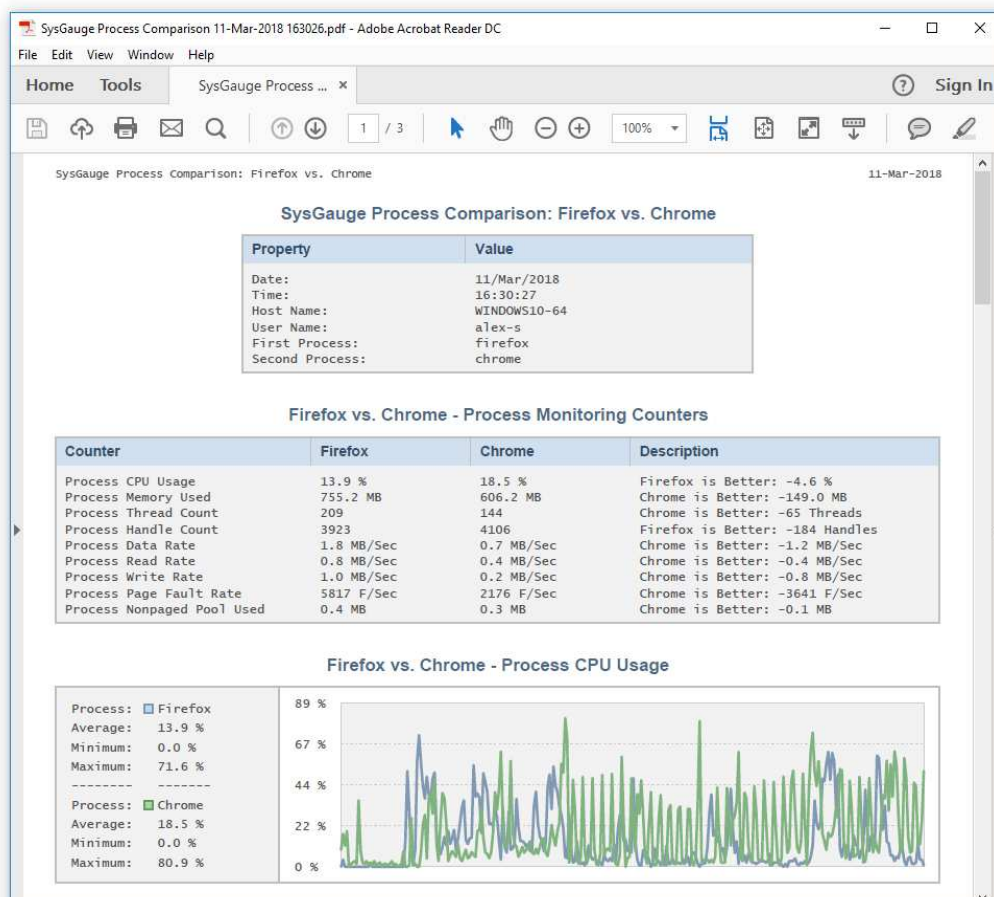 SysGauge Process Comparison 11-Mar-2018 163026.pdf - Adobe Acrobat Reader DC
File Edit View Window Help
Home Tools SysGauge Process ... × ? Sign In
1 / 3 100%
SysGauge Process Comparison: Firefox vs. Chrome 11-Mar-2018
SysGauge Process Comparison: Firefox vs. Chrome
Property Value
Date: 11/Mar/2018
Time: 16:30:27
Host Name: WINDOWS10-64
User Name: alex-s
First Process: firefox
Second Process: chrome
Firefox vs. Chrome - Process Monitoring Counters
Counter Firefox Chrome Description
Process CPU Usage 13.9 % 18.5 % Firefox is Better: -4.6 %
Process Memory Used 755.2 MB 606.2 MB Chrome is Better: -149.0 MB
Process Thread Count 209 144 Chrome is Better: -65 Threads
Process Handle Count 3923 4106 Firefox is Better: -184 Handles
Process Data Rate 1.8 MB/Sec 0.7 MB/Sec Chrome is Better: -1.2 MB/Sec
Process Read Rate 0.8 MB/Sec 0.4 MB/Sec Chrome is Better: -0.4 MB/Sec
Process Write Rate 1.0 MB/Sec 0.2 MB/Sec Chrome is Better: -0.8 MB/Sec
Process Page Fault Rate 5817 F/Sec 2176 F/Sec Chrome is Better: -3641 F/Sec
Process Nonpaged Pool Used 0.4 MB 0.3 MB Chrome is Better: -0.1 MB
Firefox vs. Chrome - Process CPU Usage
Process: Firefox
Average: 13.9 %
Minimum: 0.0 %
Maximum: 71.6 %
-------- -------
Process: Chrome
Average: 18.5 %
Minimum: 0.0 %
Maximum: 80.9 %
89 %
67 %
44 %
22 %
0 %